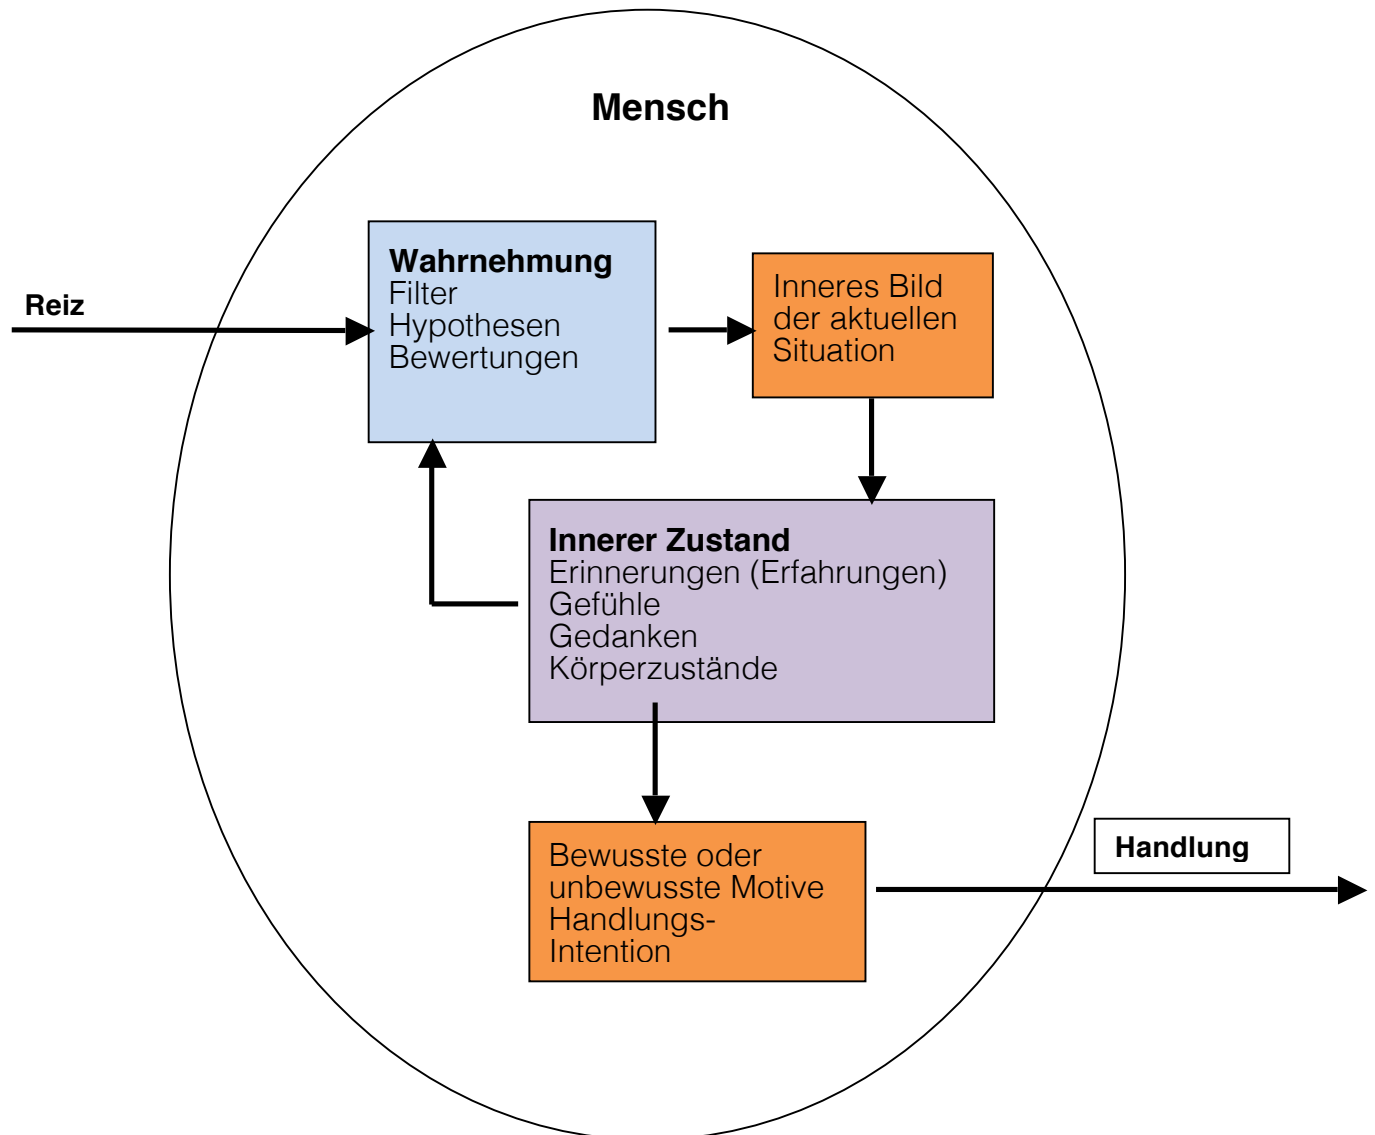 Mensch
Reiz
Wahrnehmung
Filter
Hypothesen
Bewertungen
Inneres Bild
der aktuellen
Situation
Innerer Zustand
Erinnerungen (Erfahrungen)
Gefühle
Gedanken
Körperzustände
Bewusste oder
unbewusste Motive
Handlungs-
Intention
Handlung